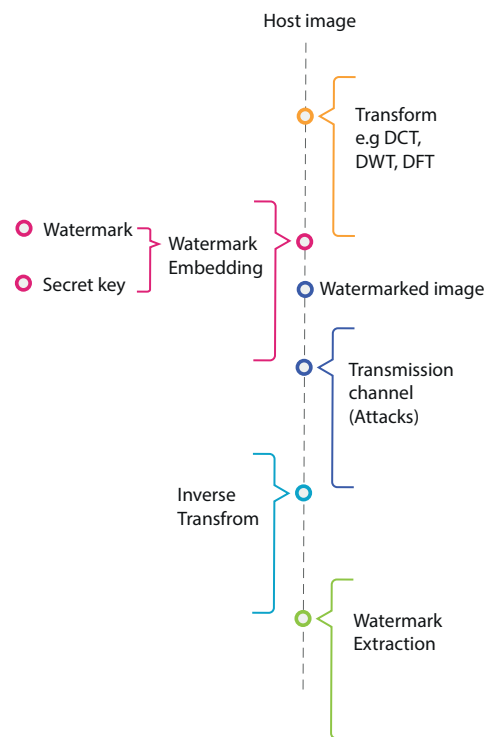 Host image
Transform
e.g DCT,
DWT, DFT
Watermark
Secret key
Watermark
Embedding
Watermarked image
Transmission
channel
(Attacks)
Inverse
Transfrom
Watermark
Extraction